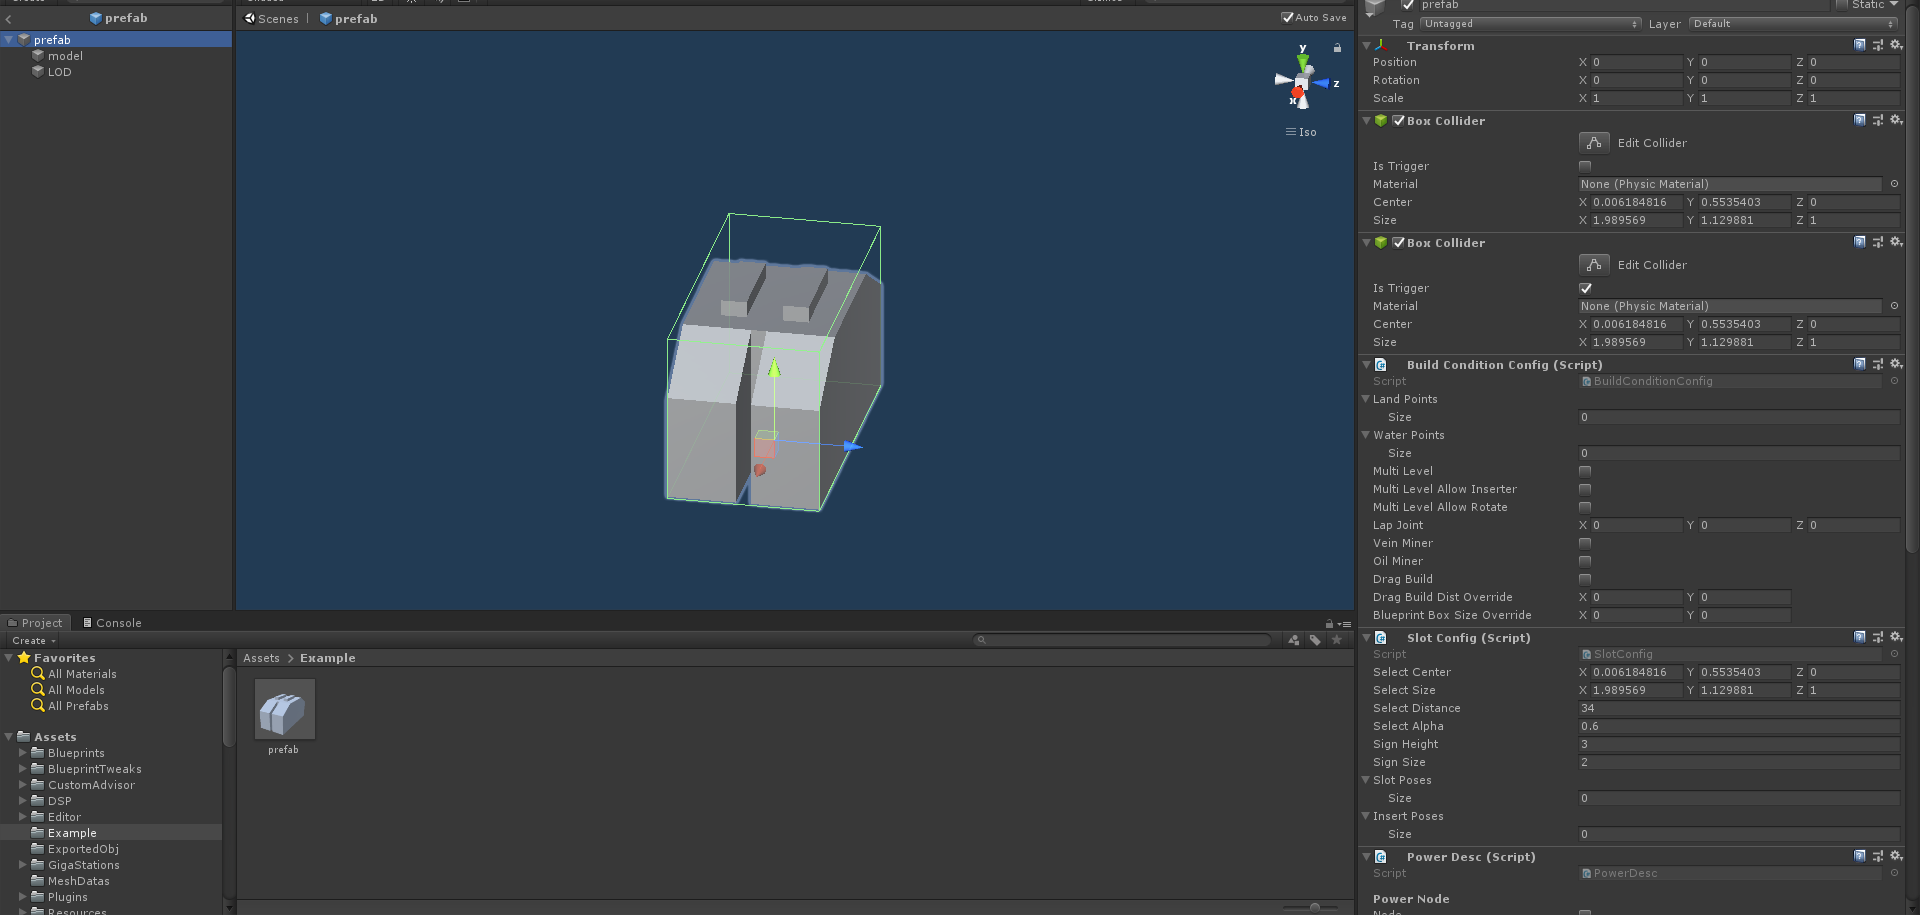 prefab
Scenes | prefab
Auto Save
prefab
Static
Tag Untagged Layer Default
prefab
model
LOD
y
z
x
Iso
Transform
Position X 0 Y 0 Z 0
Rotation X 0 Y 0 Z 0
Scale X 1 Y 1 Z 1
Box Collider
Edit Collider
Is Trigger
Material None (Physic Material)
Center X 0.006184816 Y 0.5535403 Z 0
Size X 1.989569 Y 1.129881 Z 1
Box Collider
Edit Collider
Is Trigger
Material None (Physic Material)
Center X 0.006184816 Y 0.5535403 Z 0
Size X 1.989569 Y 1.129881 Z 1
Build Condition Config (Script)
Script BuildConditionConfig
Land Points
Size 0
Water Points
Size 0
Multi Level
Multi Level Allow Inserter
Multi Level Allow Rotate
Lap Joint X 0 Y 0 Z 0
Vein Miner
Oil Miner
Drag Build
Drag Build Dist Override X 0 Y 0
Blueprint Box Size Override X 0 Y 0
Slot Config (Script)
Script SlotConfig
Select Center X 0.006184816 Y 0.5535403 Z 0
Select Size X 1.989569 Y 1.129881 Z 1
Select Distance 34
Select Alpha 0.6
Sign Height 3
Sign Size 2
Slot Poses
Size 0
Insert Poses
Size 0
Power Desc (Script)
Script PowerDesc
Power Node
Project Console
Create
Favorites
All Materials
All Models
All Prefabs
Assets
Blueprints
BlueprintTweaks
CustomAdvisor
DSP
Editor
Example
ExportedObj
GigaStations
MeshDatas
Plugins
Resources
Assets > Example
prefab